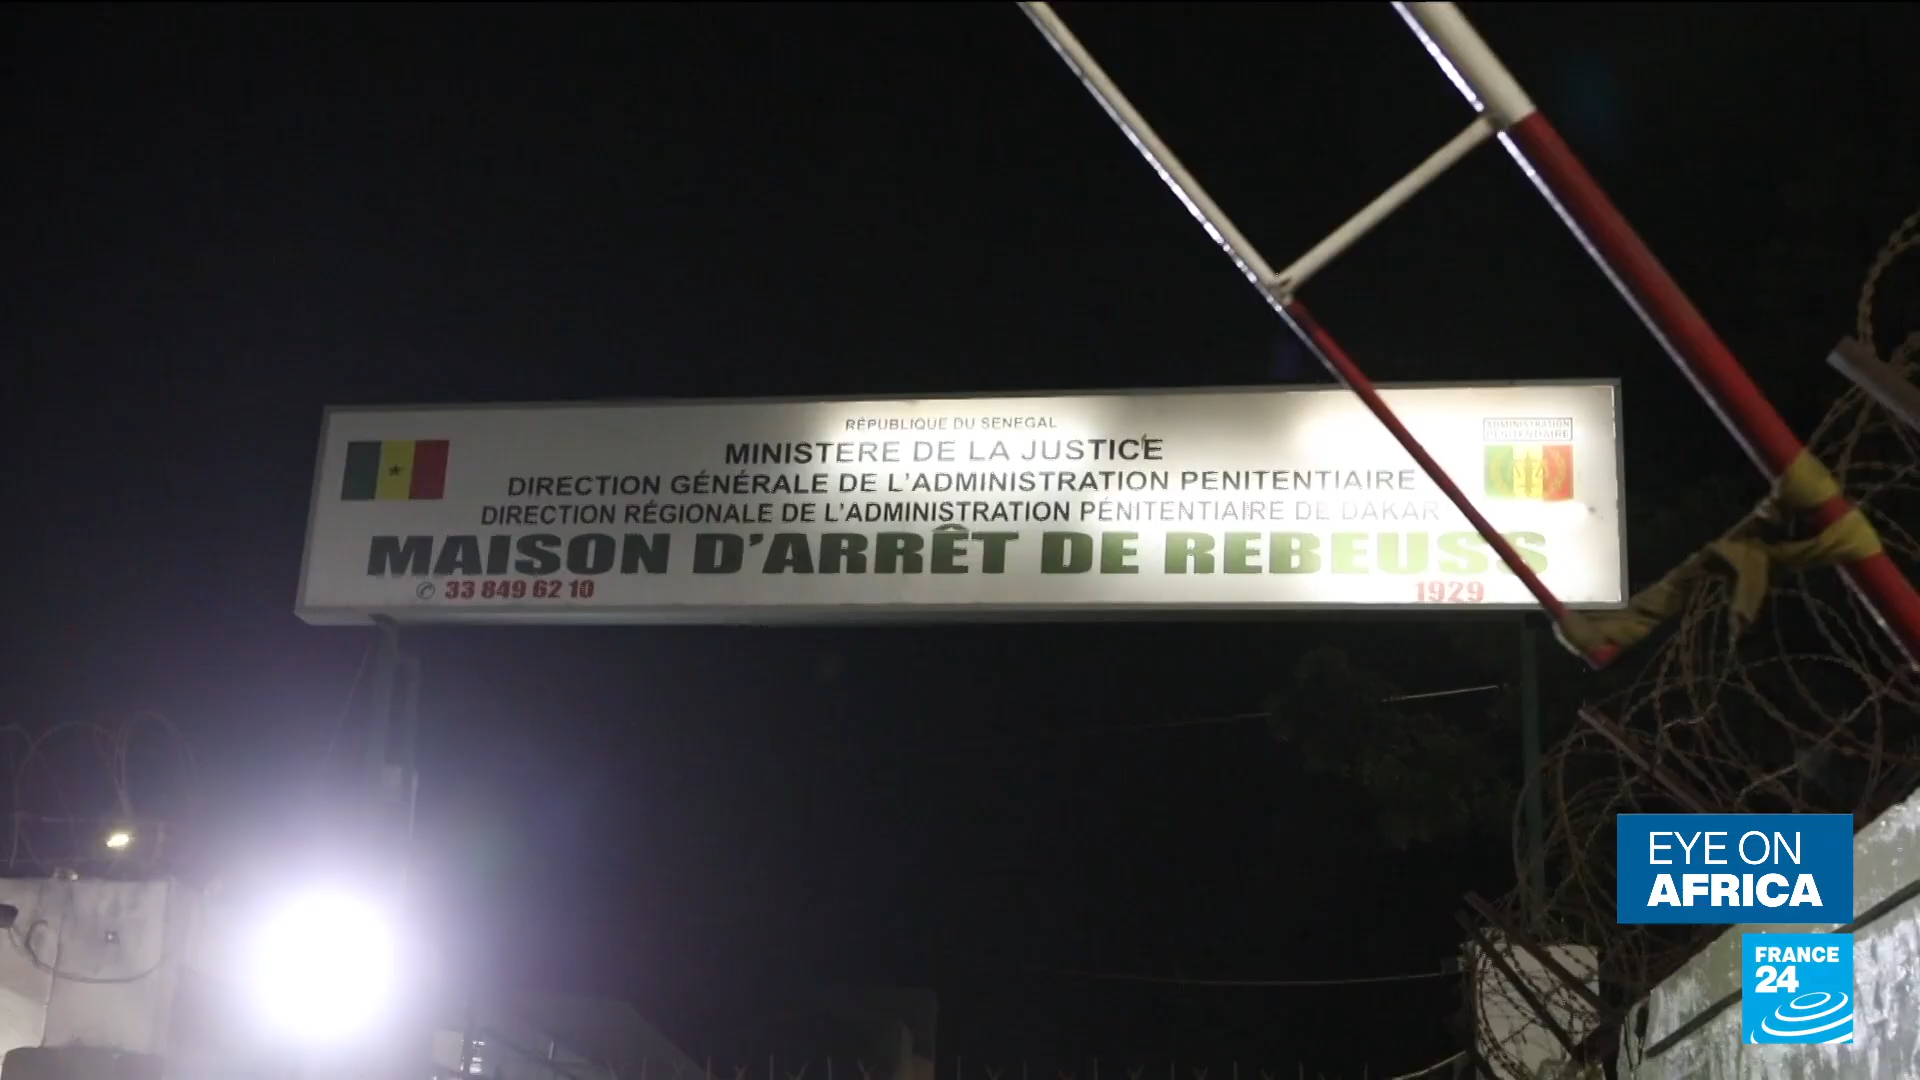 RÉPUBLIQUE DU SENEGAL
MINISTERE DE LA JUSTICE
DIRECTION GÉNÉRALE DE L'ADMINISTRATION PENITENTIAIRE
DIRECTION RÉGIONALE DE L'ADMINISTRATION PÉNITENTIAIRE DE DAKAR
MAISON D'ARRÊT DE REBEUSS
33 849 62 10
1929
ADMINISTRATION
PENITENTIAIRE
EYE ON
AFRICA
FRANCE
24